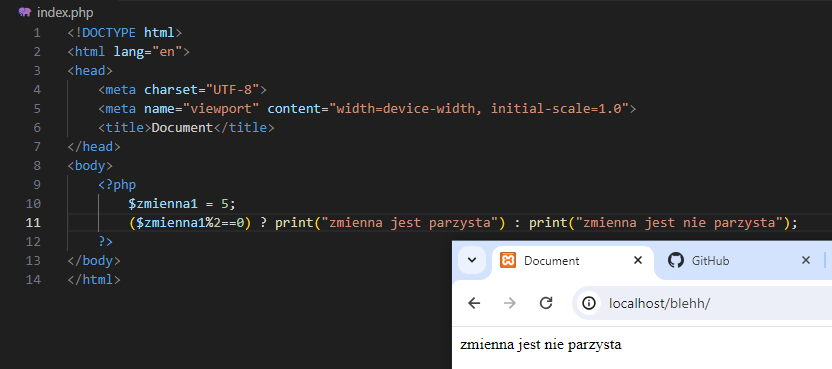 index.php
1 <!DOCTYPE html>
2 <html lang="en">
3 <head>
4 <meta charset="UTF-8">
5 <meta name="viewport" content="width=device-width, initial-scale=1.0">
6 <title>Document</title>
7 </head>
8 <body>
9 <?php
10 $zmienna1 = 5;
11 ($zmienna1%2==0) ? print("zmienna jest parzysta") : print("zmienna jest nie parzysta");
12 ?>
13 </body>
14 </html>
Document GitHub
localhost/blehh/
zmienna jest nie parzysta